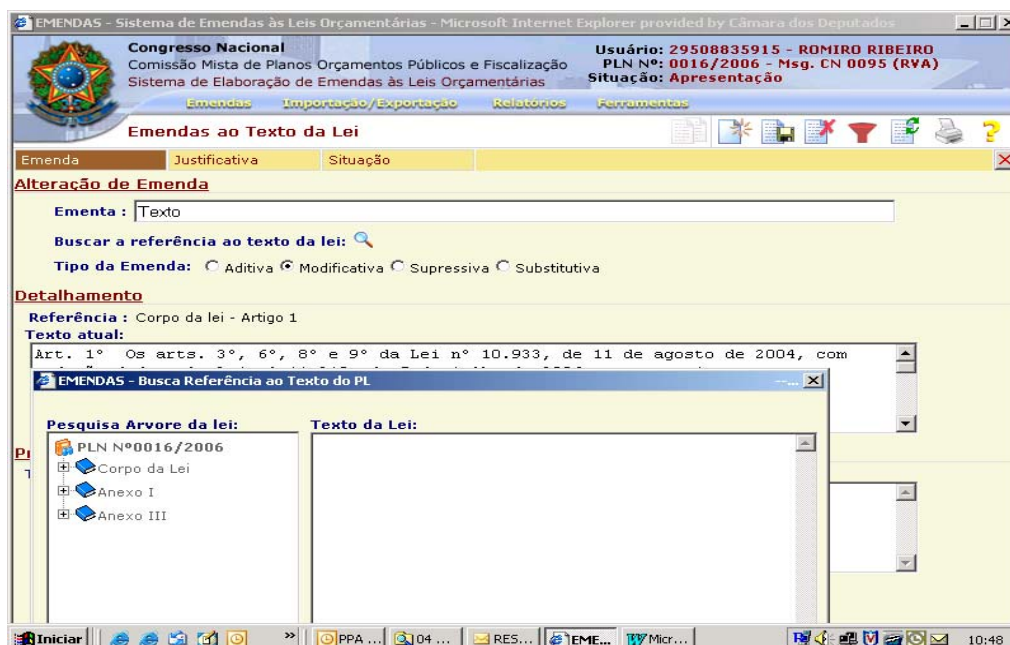 EMENDAS - Sistema de Emendas às Leis Orçamentárias - Microsoft Internet Explorer provided by Câmara dos Deputados
Congresso Nacional
Comissão Mista de Planos Orçamentos Públicos e Fiscalização
Sistema de Elaboração de Emendas às Leis Orçamentárias
Usuário: 29508835915 - ROMIRO RIBEIRO
PLN Nº: 0016/2006 - Msg. CN 0095 (RVA)
Situação: Apresentação
Emendas Importação/Exportação Relatórios Ferramentas
Emendas ao Texto da Lei
Emenda Justificativa Situação
Alteração de Emenda
Ementa : Texto
Buscar a referência ao texto da lei:
Tipo da Emenda: Aditiva Modificativa Supressiva Substitutiva
Detalhamento
Referência : Corpo da lei - Artigo 1
Texto atual:
Art. 1º Os arts. 3º, 6º, 8º e 9º da Lei nº 10.933, de 11 de agosto de 2004, com
EMENDAS - Busca Referência ao Texto do PL
Pesquisa Arvore da lei: Texto da Lei:
PLN Nº0016/2006
Corpo da Lei
Anexo I
Anexo III
Iniciar PPA ... 04 ... RES... EME... Micr... 10:48